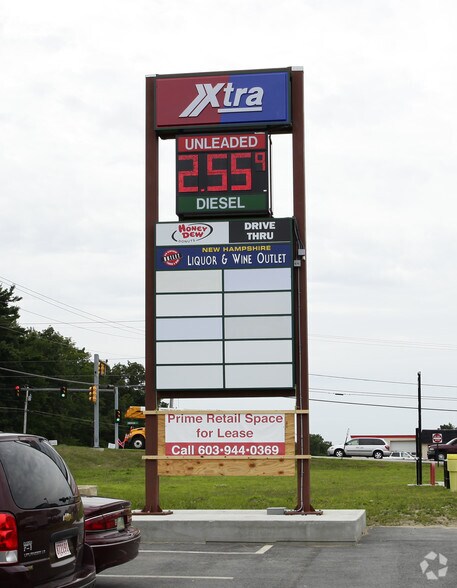 Xtra
UNLEADED
2.55 9
DIESEL
HONEY
DEW
DONUTS
DRIVE
THRU
NEW HAMPSHIRE
LIQUOR & WINE OUTLET
Prime Retail Space
for Lease
Call 603-944-0369